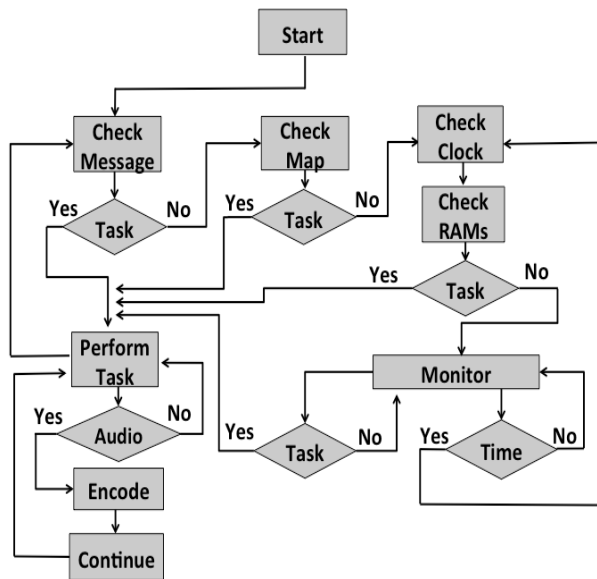 Start
Check
Message
Check
Map
Check
Clock
Check
RAMs
Yes
Task
No
Yes
Task
No
Yes
Task
No
Perform
Task
Monitor
Yes
Audio
No
Yes
Task
No
Yes
Time
No
Encode
Continue